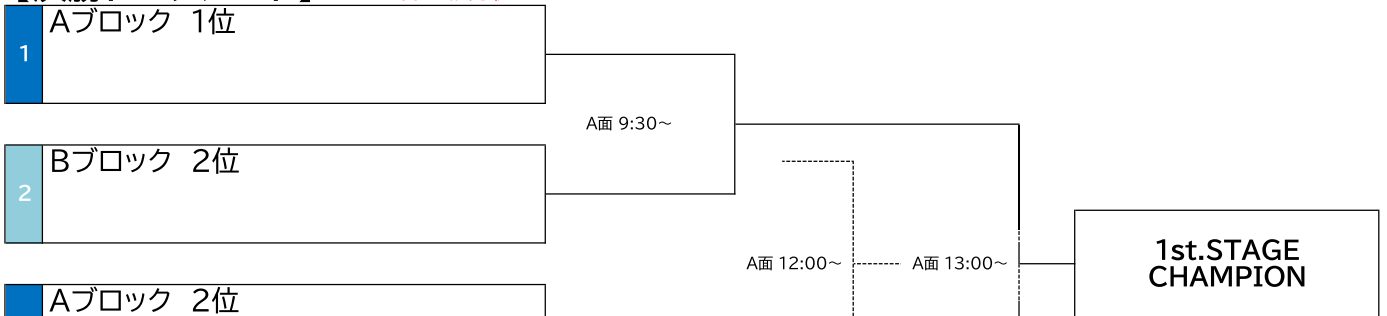 1
Aブロック 1位
A面 9:30～
2
Bブロック 2位
A面 12:00～
A面 13:00～
1st.STAGE
CHAMPION
Aブロック 2位